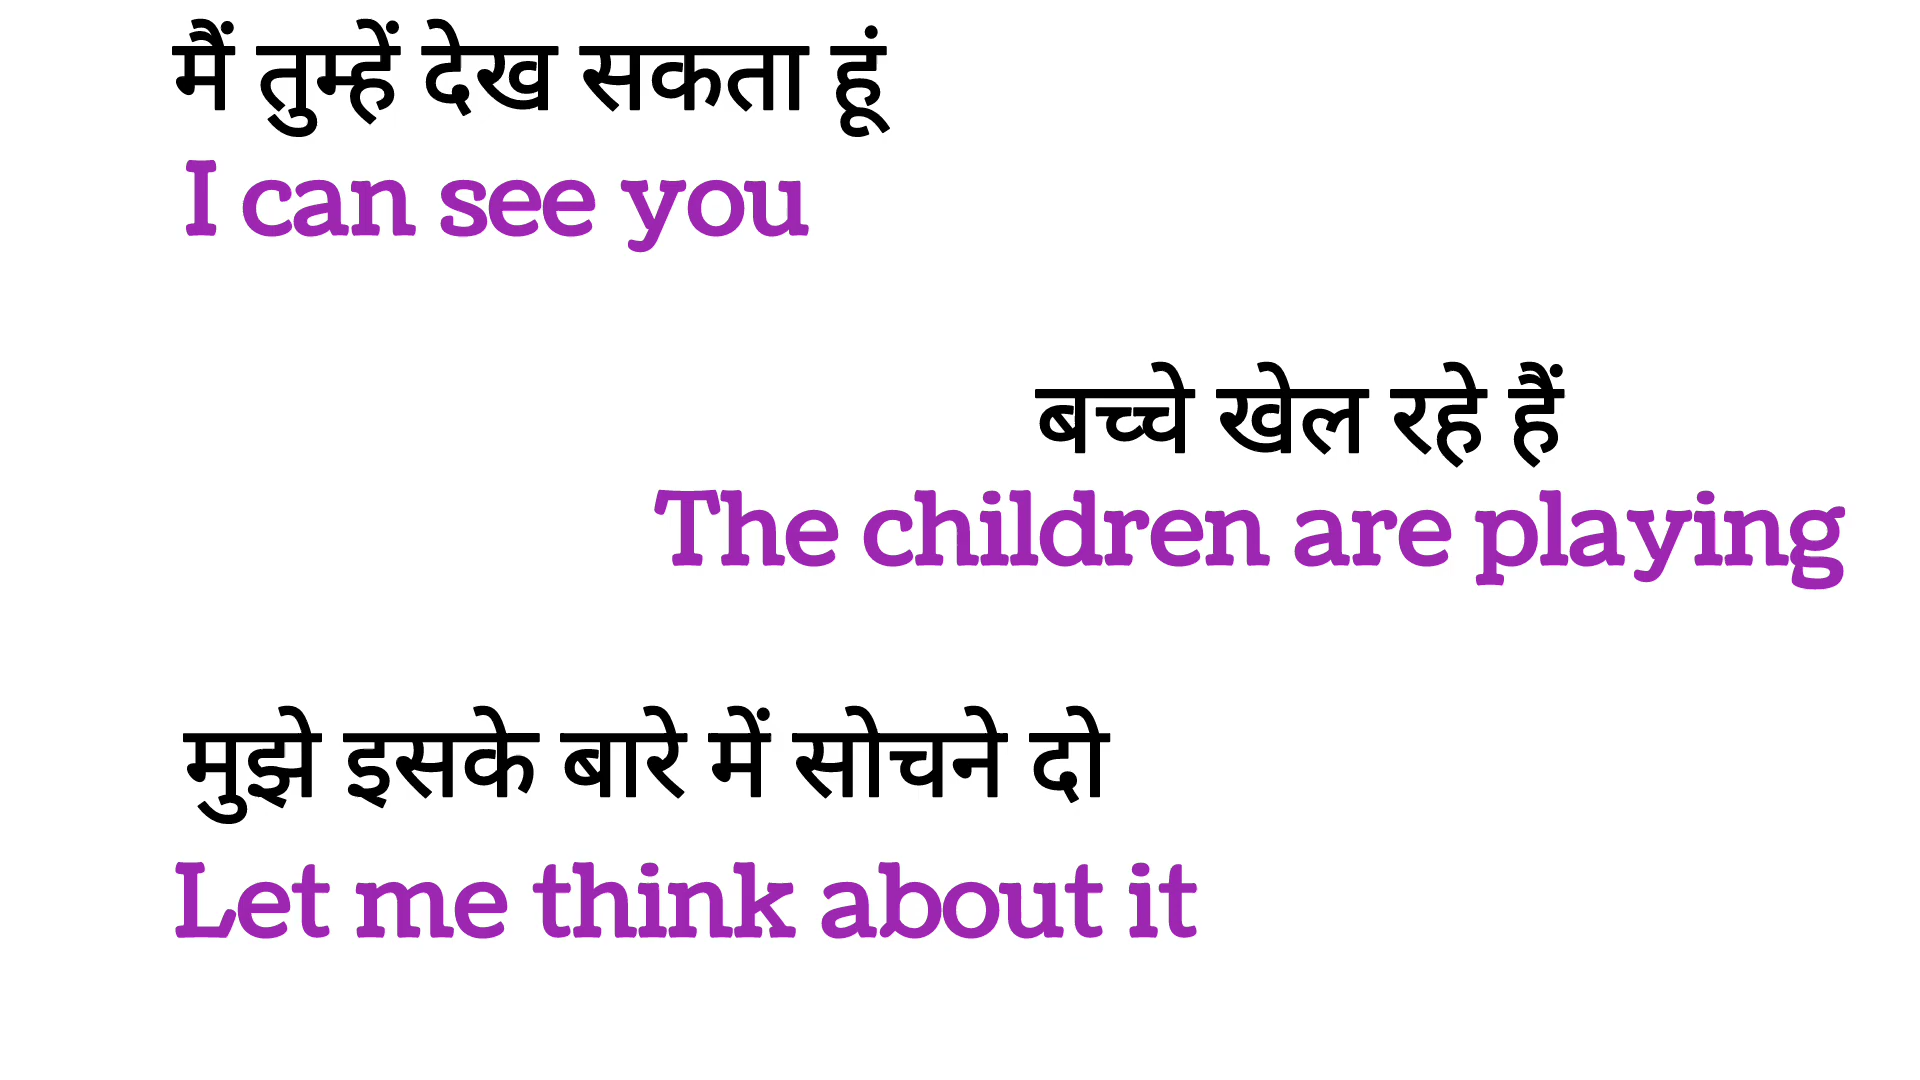 मैं तुम्हें देख सकता हूं
I can see you
बच्चे खेल रहे हैं
The children are playing
मुझे इसके बारे में सोचने दो
Let me think about it